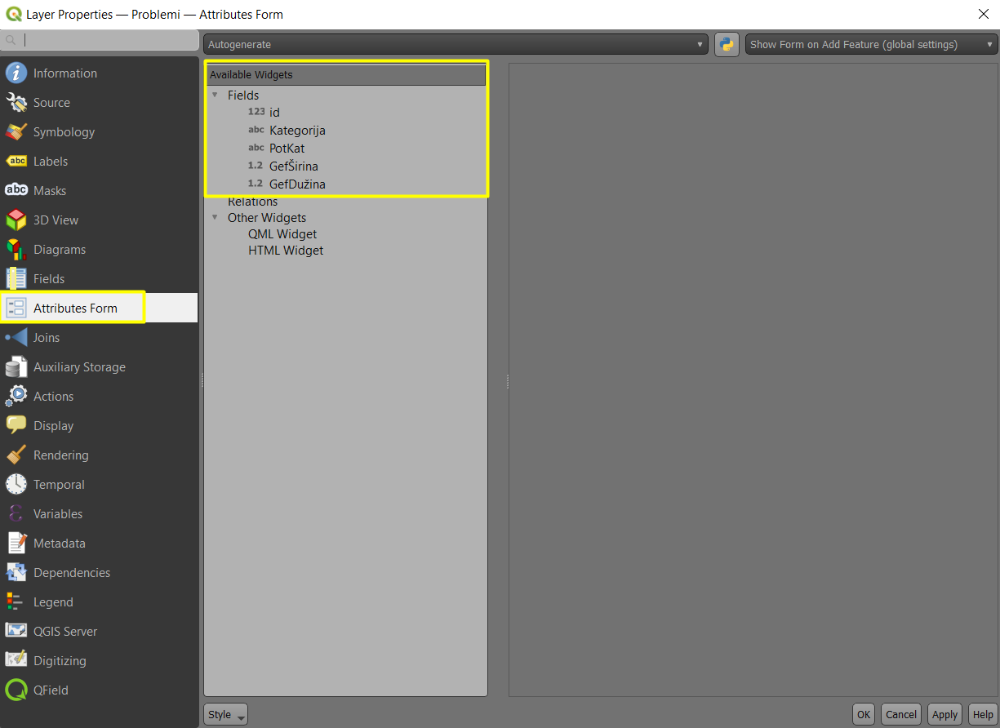 Layer Properties — Problemi — Attributes Form
Autogenerate
Show Form on Add Feature (global settings)
Information
Source
Symbology
abc Labels
abc Masks
3D View
Diagrams
Fields
Attributes Form
Joins
Auxiliary Storage
Actions
Display
Rendering
Temporal
Variables
Metadata
Dependencies
Legend
QGIS Server
Digitizing
QField
Available Widgets
Fields
123 id
abc Kategorija
abc PotKat
1.2 GefŠirina
1.2 GefDužina
Relations
Other Widgets
QML Widget
HTML Widget
Style
OK
Cancel
Apply
Help